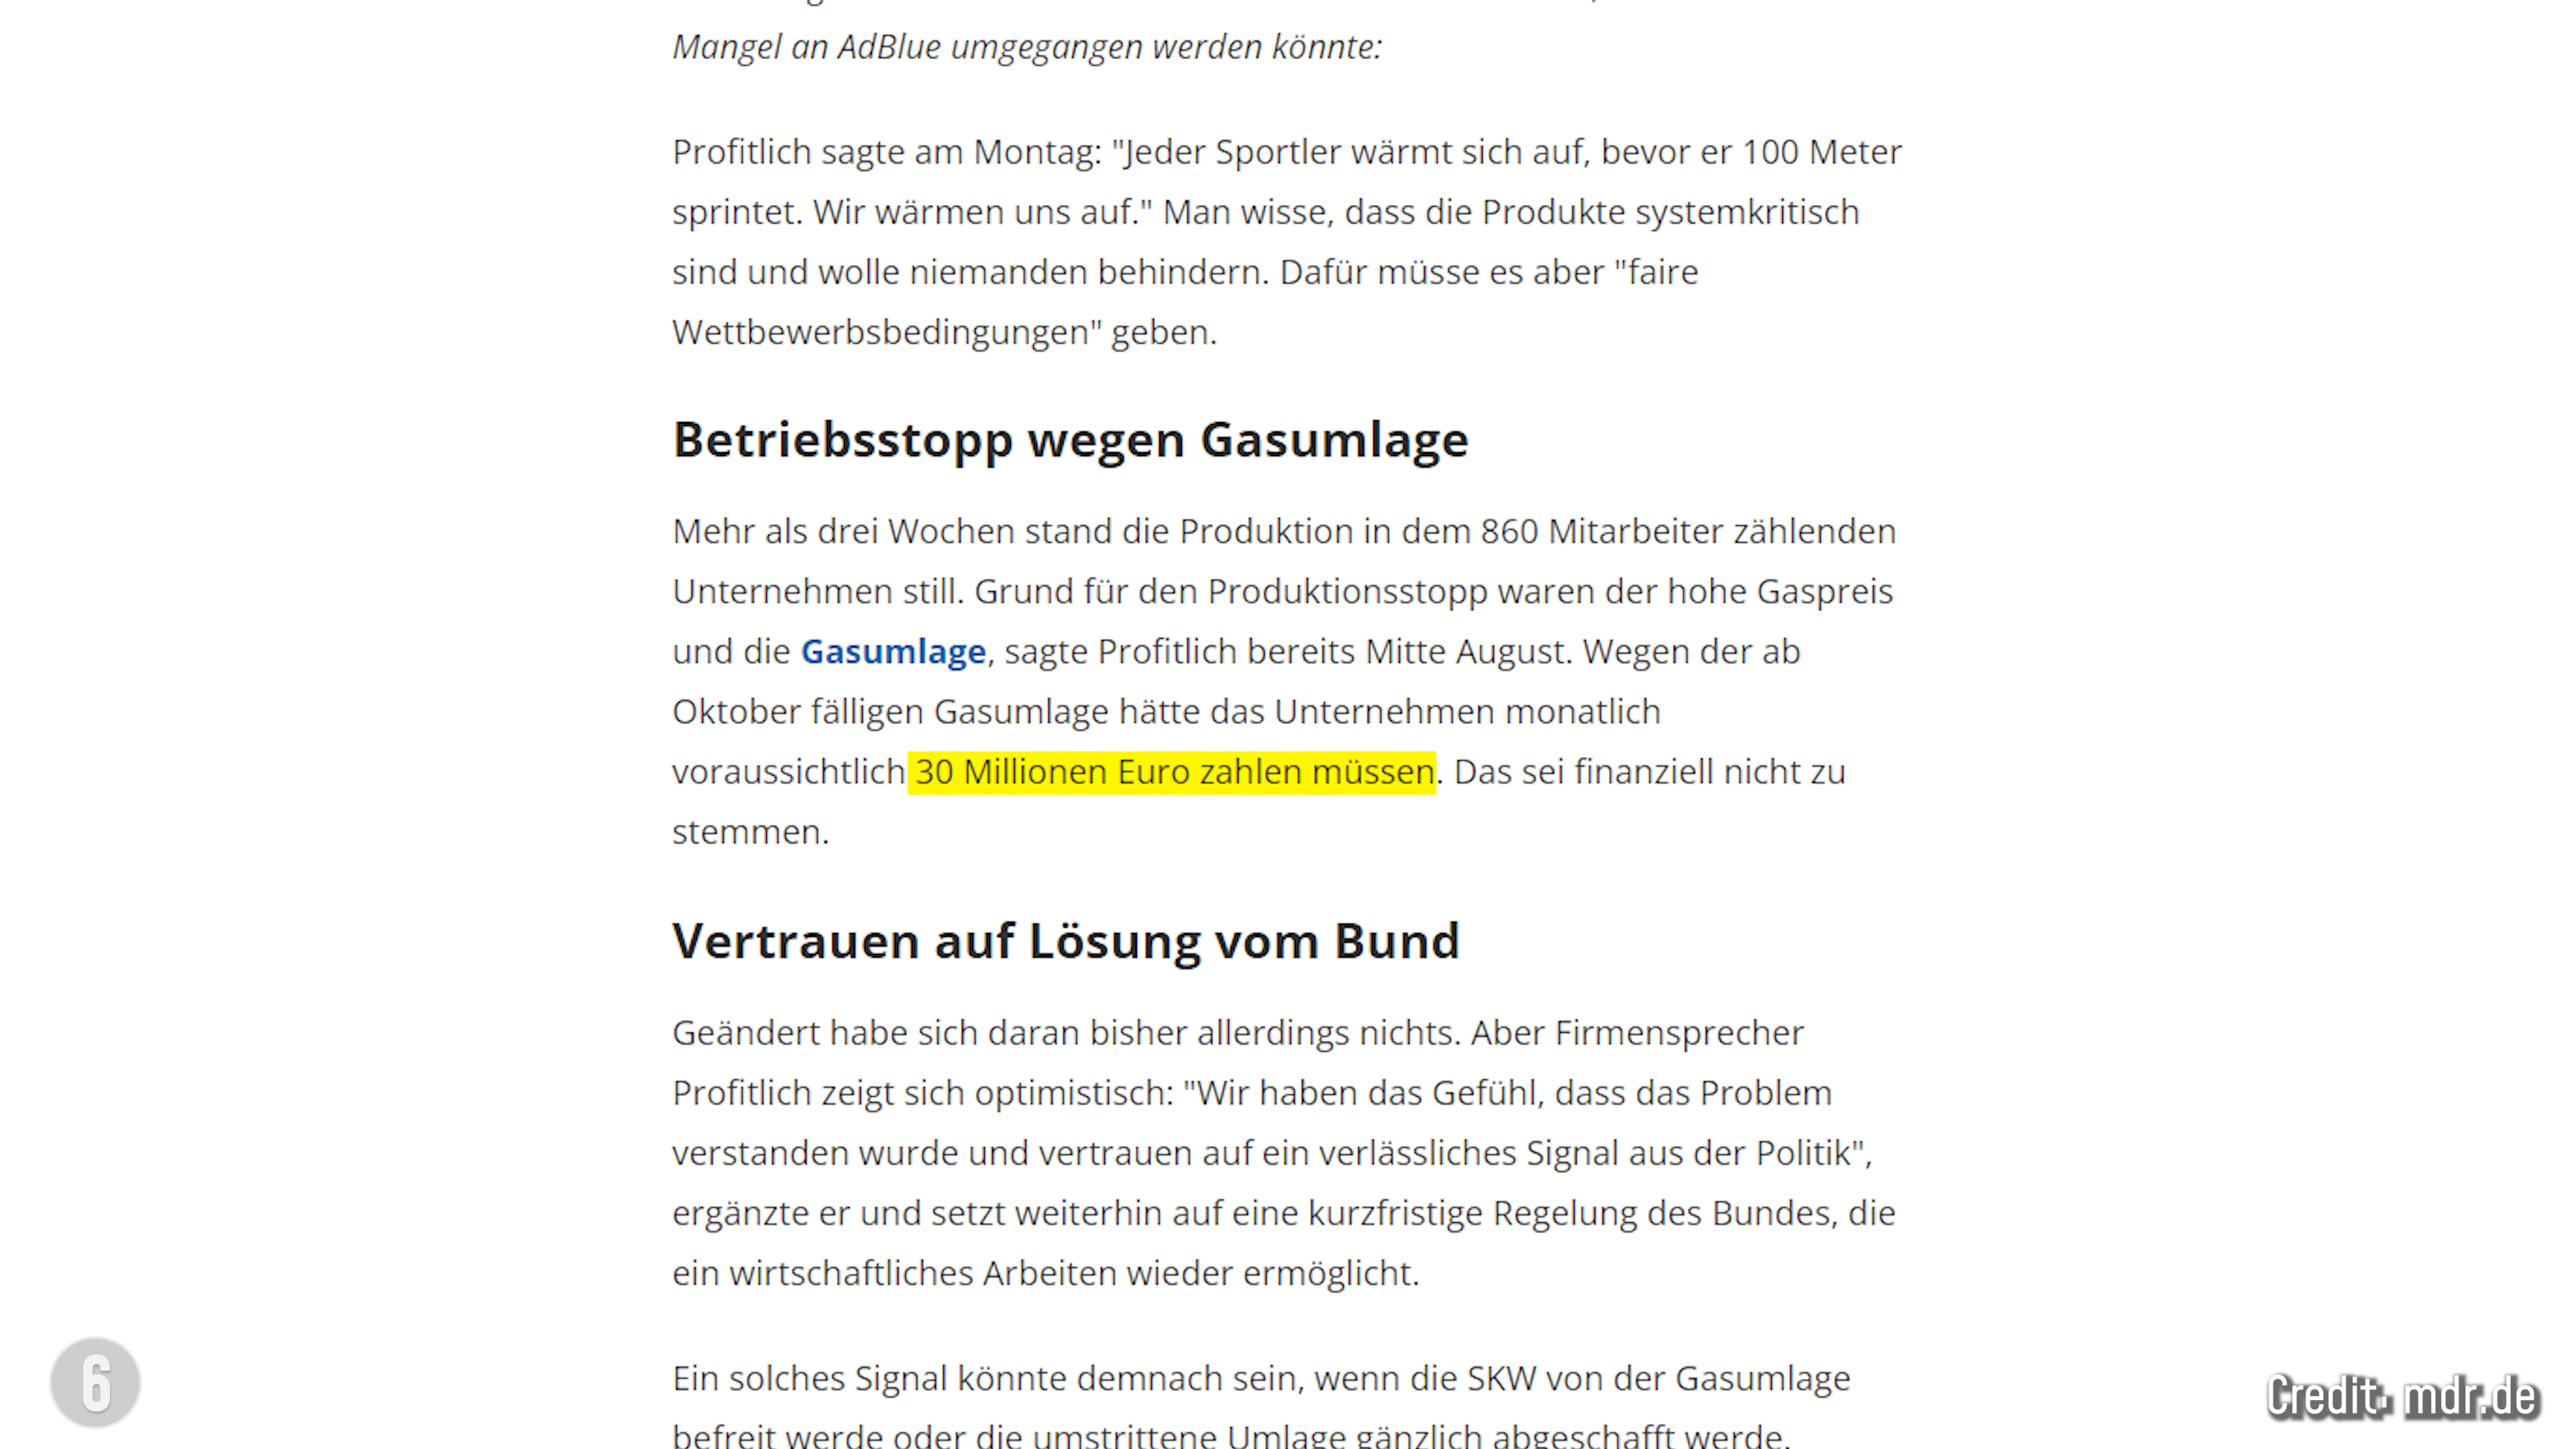 Mangel an AdBlue umgegangen werden könnte:
Profitlich sagte am Montag: "Jeder Sportler wärmt sich auf, bevor er 100 Meter
sprintet. Wir wärmen uns auf." Man wisse, dass die Produkte systemkritisch
sind und wolle niemanden behindern. Dafür müsse es aber "faire
Wettbewerbsbedingungen" geben.
Betriebsstopp wegen Gasumlage
Mehr als drei Wochen stand die Produktion in dem 860 Mitarbeiter zählenden
Unternehmen still. Grund für den Produktionsstopp waren der hohe Gaspreis
und die Gasumlage, sagte Profitlich bereits Mitte August. Wegen der ab
Oktober fälligen Gasumlage hätte das Unternehmen monatlich
voraussichtlich 30 Millionen Euro zahlen müssen. Das sei finanziell nicht zu
stemmen.
Vertrauen auf Lösung vom Bund
Geändert habe sich daran bisher allerdings nichts. Aber Firmensprecher
Profitlich zeigt sich optimistisch: "Wir haben das Gefühl, dass das Problem
verstanden wurde und vertrauen auf ein verlässliches Signal aus der Politik",
ergänzte er und setzt weiterhin auf eine kurzfristige Regelung des Bundes, die
ein wirtschaftliches Arbeiten wieder ermöglicht.
Ein solches Signal könnte demnach sein, wenn die SKW von der Gasumlage
befreit werde oder die umstrittene Umlage gänzlich abgeschafft werde.
6
Credit: mdr.de